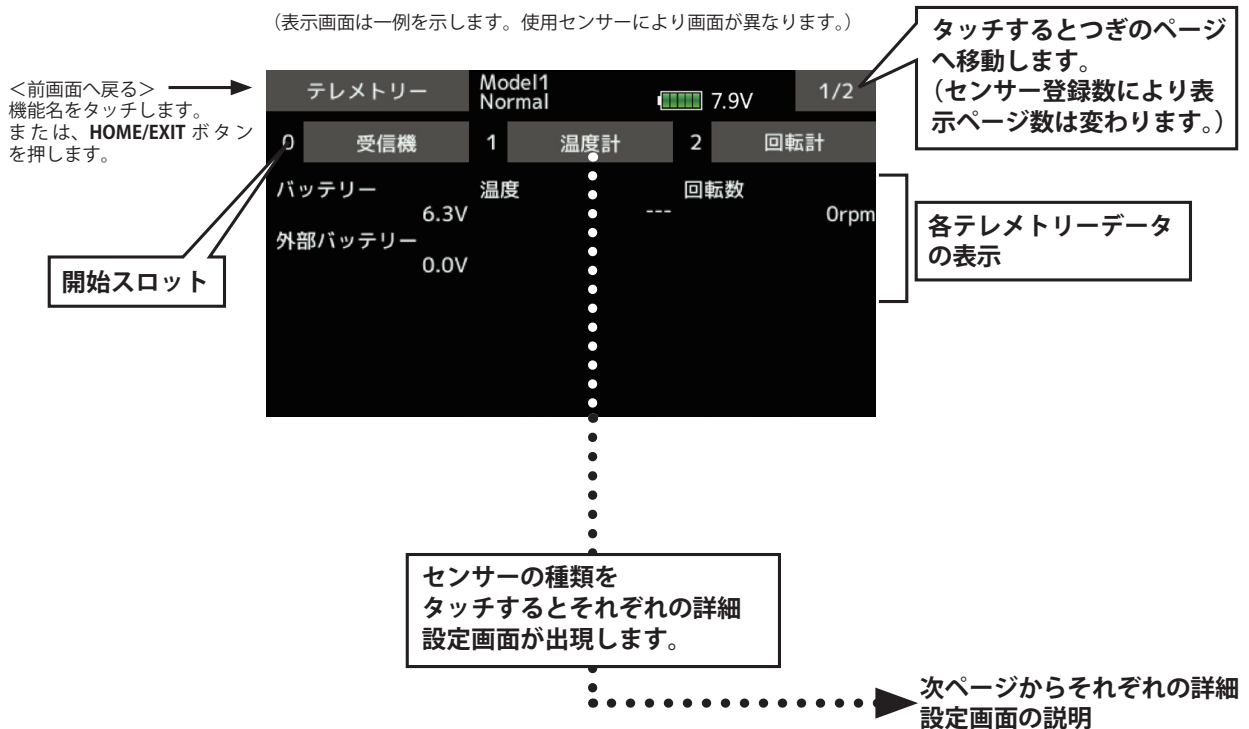 （表示画面は一例を示します。使用センサーにより画面が異なります。）
タッチするとつぎのページ
へ移動します。
（センサー登録数により表
示ページ数は変わります。）
＜前画面へ戻る＞
機能名をタッチします。
または、HOME/EXIT ボタン
を押します。
テレメトリー
Model1
Normal
7.9V
1/2
0 受信機 1 温度計 2 回転計
バッテリー 温度 回転数
6.3V --- 0rpm
外部バッテリー
0.0V
開始スロット
各テレメトリーデータ
の表示
センサーの種類を
タッチするとそれぞれの詳細
設定画面が出現します。
次ページからそれぞれの詳細
設定画面の説明